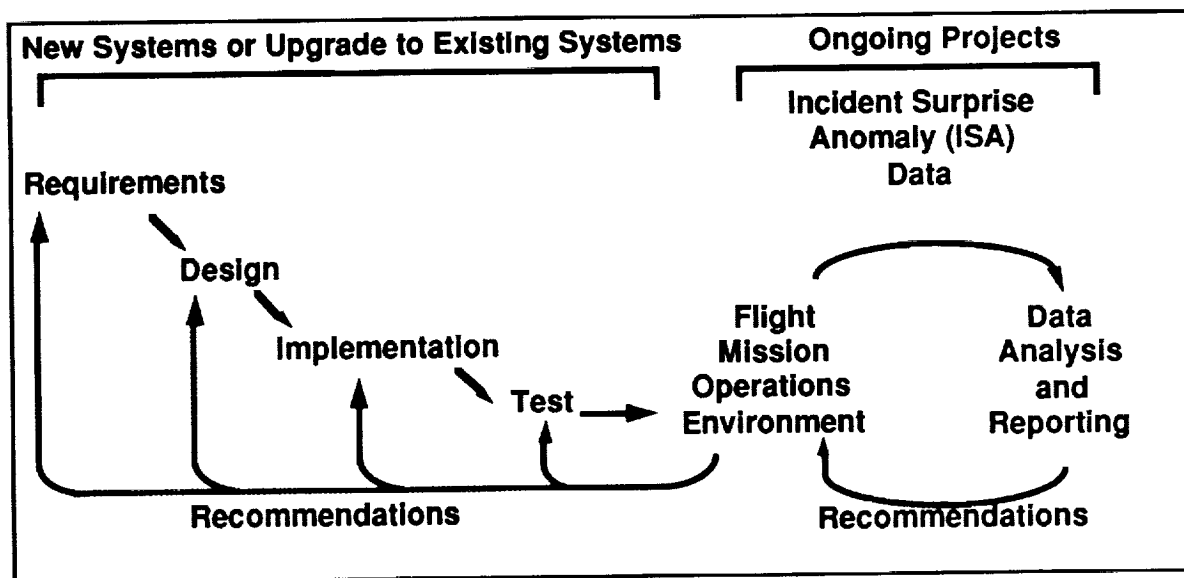 New Systems or Upgrade to Existing Systems
Ongoing Projects
Incident Surprise
Anomaly (ISA)
Data
Requirements
Design
Implementation
Test
Flight
Mission
Operations
Environment
Data
Analysis
and
Reporting
Recommendations
Recommendations